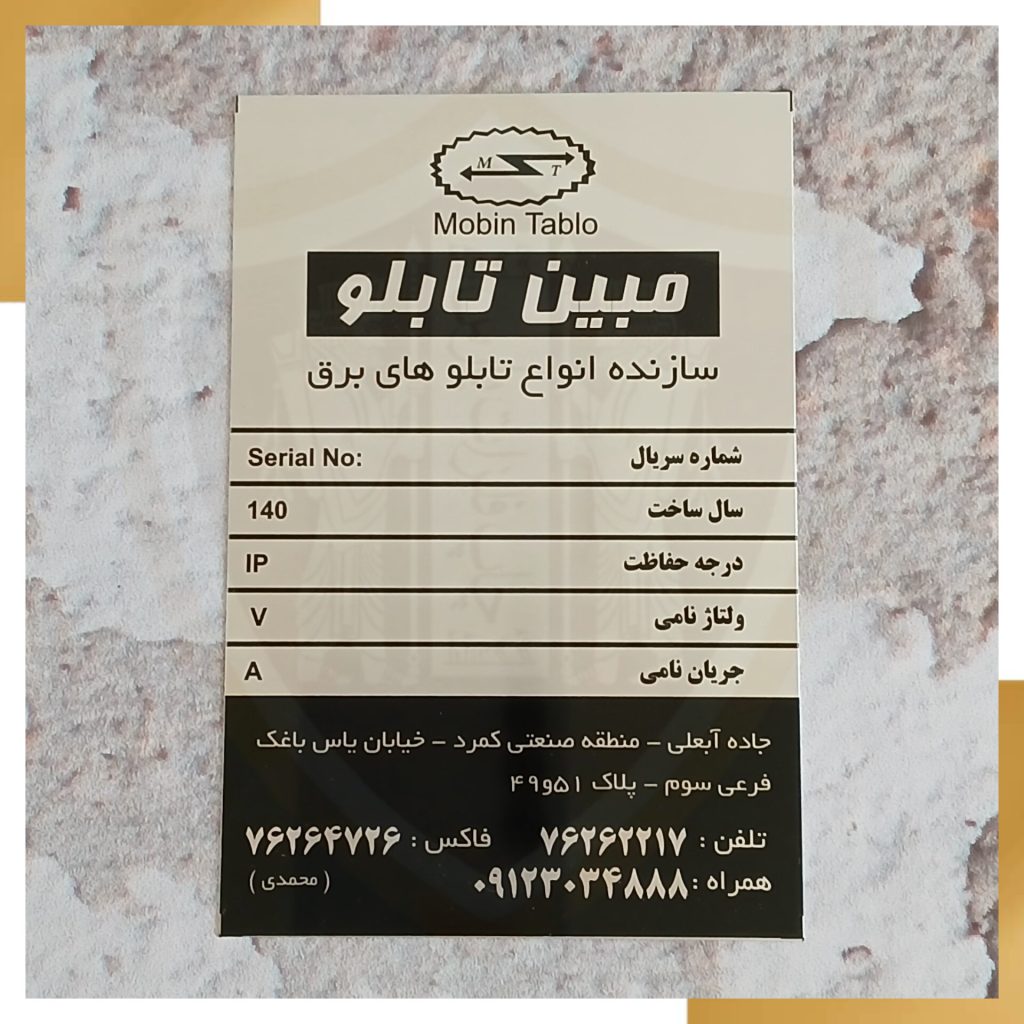 M T
Mobin Tablo
مبین تابلو
سازنده انواع تابلو های برق
شماره سریال Serial No:
سال ساخت 140
درجه حفاظت IP
ولتاژ نامی V
جریان نامی A
جاده آبعلی - منطقه صنعتی کمرد - خیابان یاس باغک
فرعی سوم - پلاک ۵۱و۴۹
تلفن : ۷۶۲۶۲۲۱۷ فاکس : ۷۶۲۶۴۷۲۶
همراه : ۰۹۱۲۳۰۳۴۸۸۸ ( محمدی )